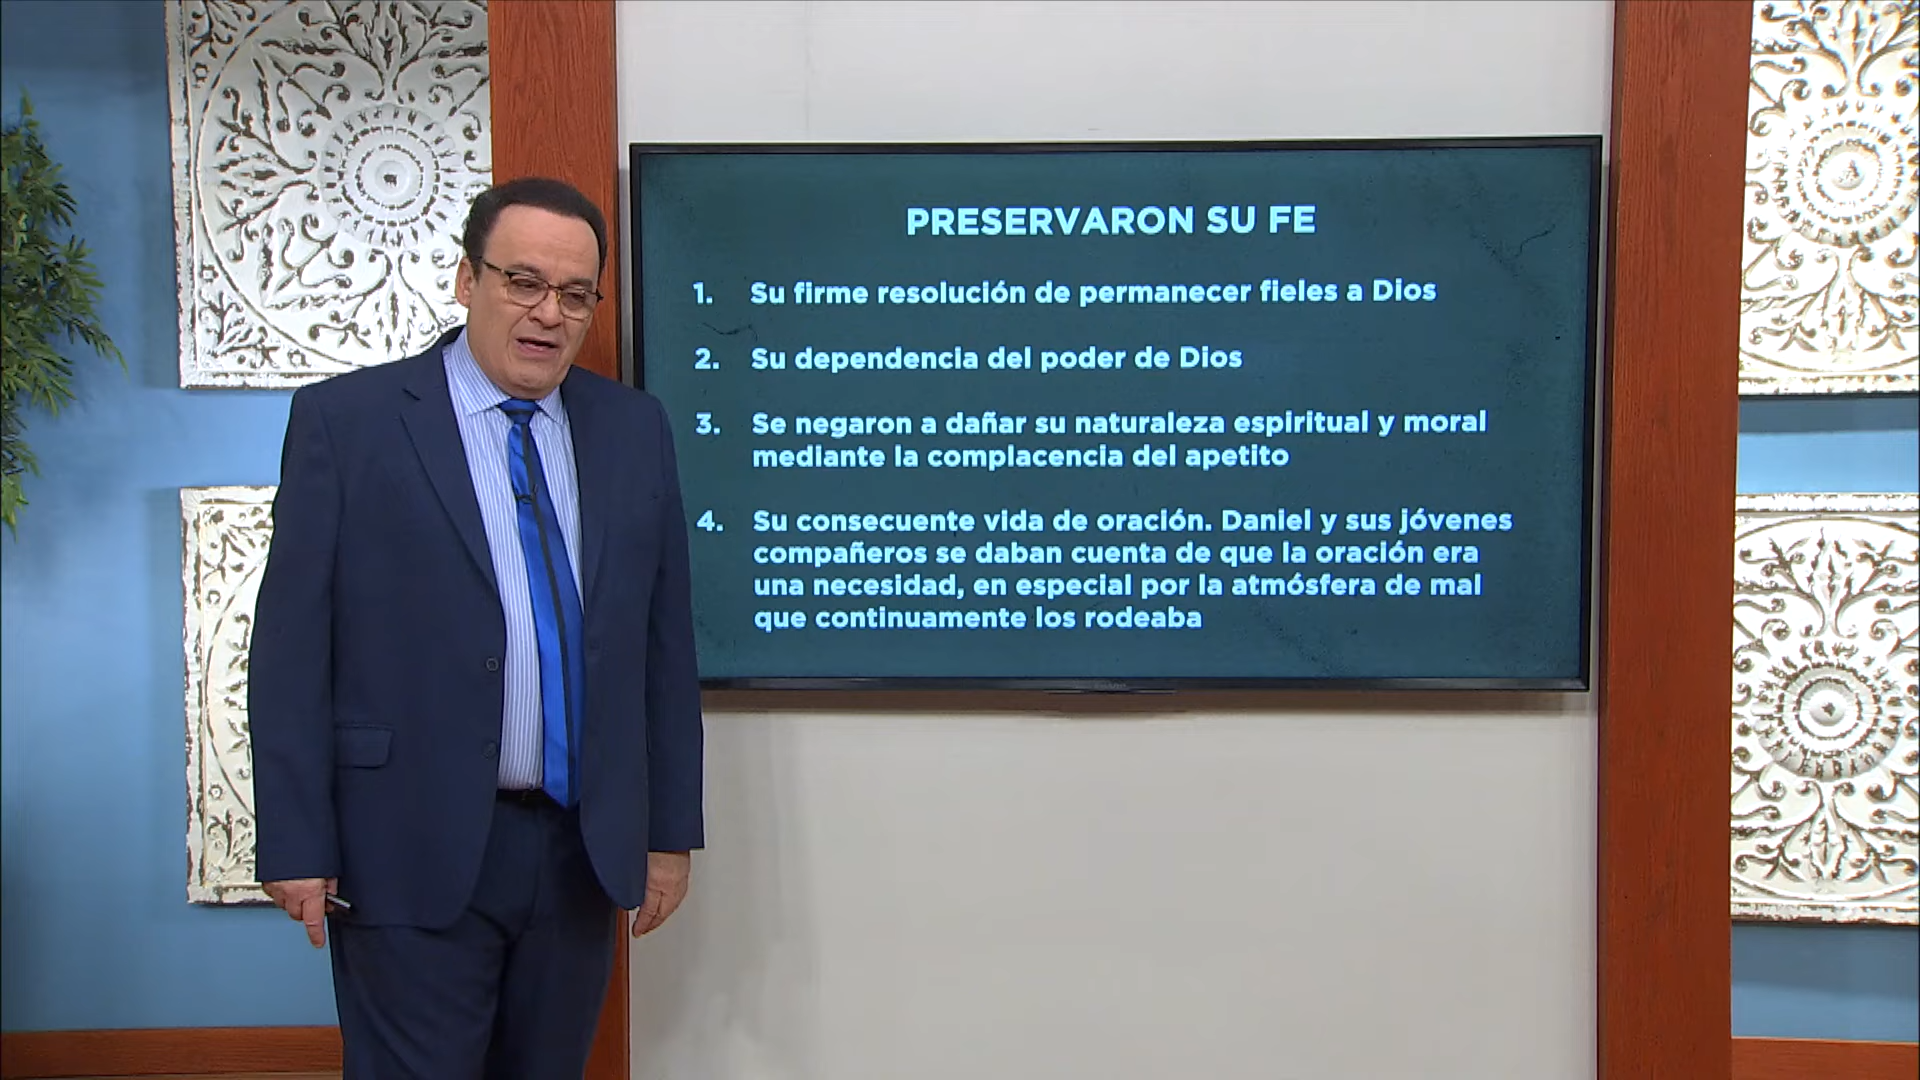 PRESERVARON SU FE
1. Su firme resolución de permanecer fieles a Dios
2. Su dependencia del poder de Dios
3. Se negaron a dañar su naturaleza espiritual y moral
mediante la complacencia del apetito
4. Su consecuente vida de oración. Daniel y sus jóvenes
compañeros se daban cuenta de que la oración era
una necesidad, en especial por la atmósfera de mal
que continuamente los rodeaba